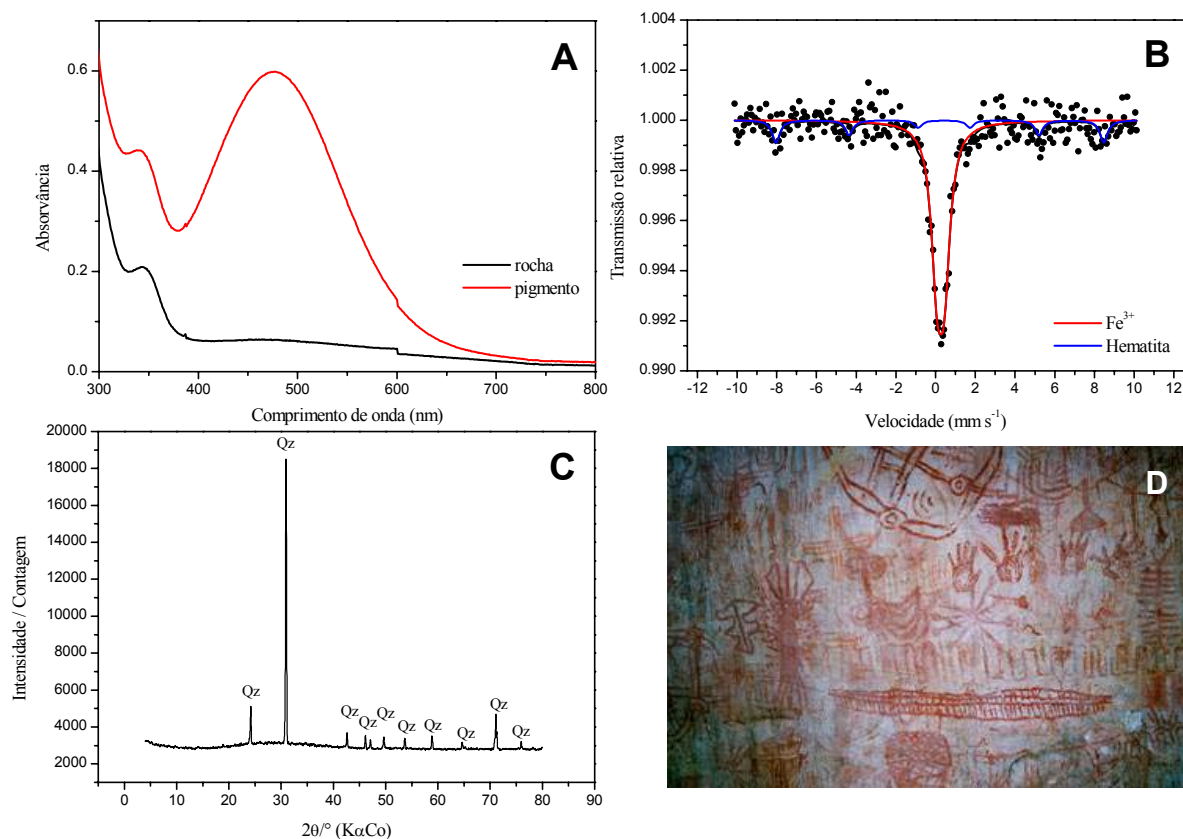 A
0.6
0.4
0.2
0.0
Absorvância
rocha
pigmento
300 400 500 600 700 800
Comprimento de onda (nm)
B
1.004
1.002
1.000
0.998
0.996
0.994
0.992
0.990
Transmissão relativa
Fe³⁺
Hematita
-12 -10 -8 -6 -4 -2 0 2 4 6 8 10 12
Velocidade (mm s⁻¹)
C
20000
18000
16000
14000
12000
10000
8000
6000
4000
2000
Intensidade / Contagem
Qz
Qz
Qz
Qz
Qz
Qz
Qz
Qz
Qz
Qz
0 10 20 30 40 50 60 70 80 90
2θ/° (KαCo)
D